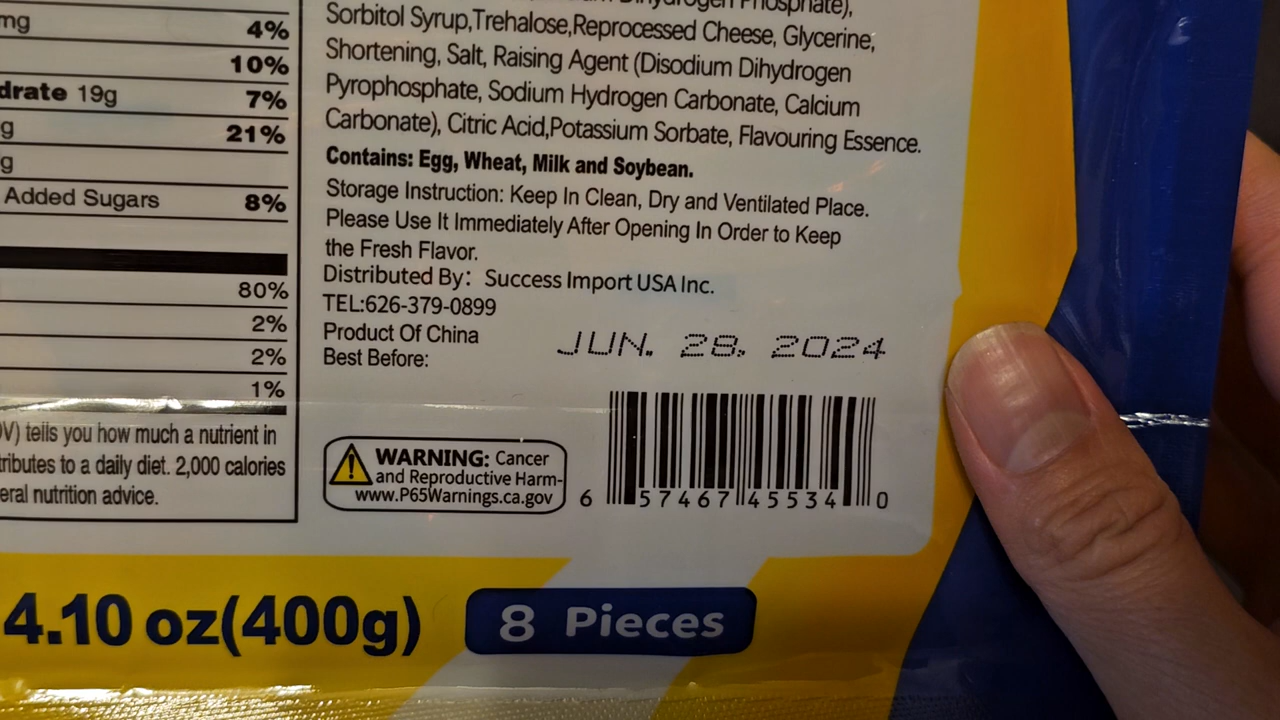 mg 4%
10%
drate 19g 7%
g 21%
g
Added Sugars 8%
80%
2%
2%
1%
V) tells you how much a nutrient in
tributes to a daily diet. 2,000 calories
eral nutrition advice.
Dihydrogen Phosphate),
Sorbitol Syrup,Trehalose,Reprocessed Cheese, Glycerine,
Shortening, Salt, Raising Agent (Disodium Dihydrogen
Pyrophosphate, Sodium Hydrogen Carbonate, Calcium
Carbonate), Citric Acid,Potassium Sorbate, Flavouring Essence.
Contains: Egg, Wheat, Milk and Soybean.
Storage Instruction: Keep In Clean, Dry and Ventilated Place.
Please Use It Immediately After Opening In Order to Keep
the Fresh Flavor.
Distributed By: Success Import USA Inc.
TEL:626-379-0899
Product Of China
Best Before: JUN. 28, 2024
WARNING: Cancer
and Reproductive Harm-
www.P65Warnings.ca.gov
6 57467 45534 0
4.10 oz(400g)
8 Pieces